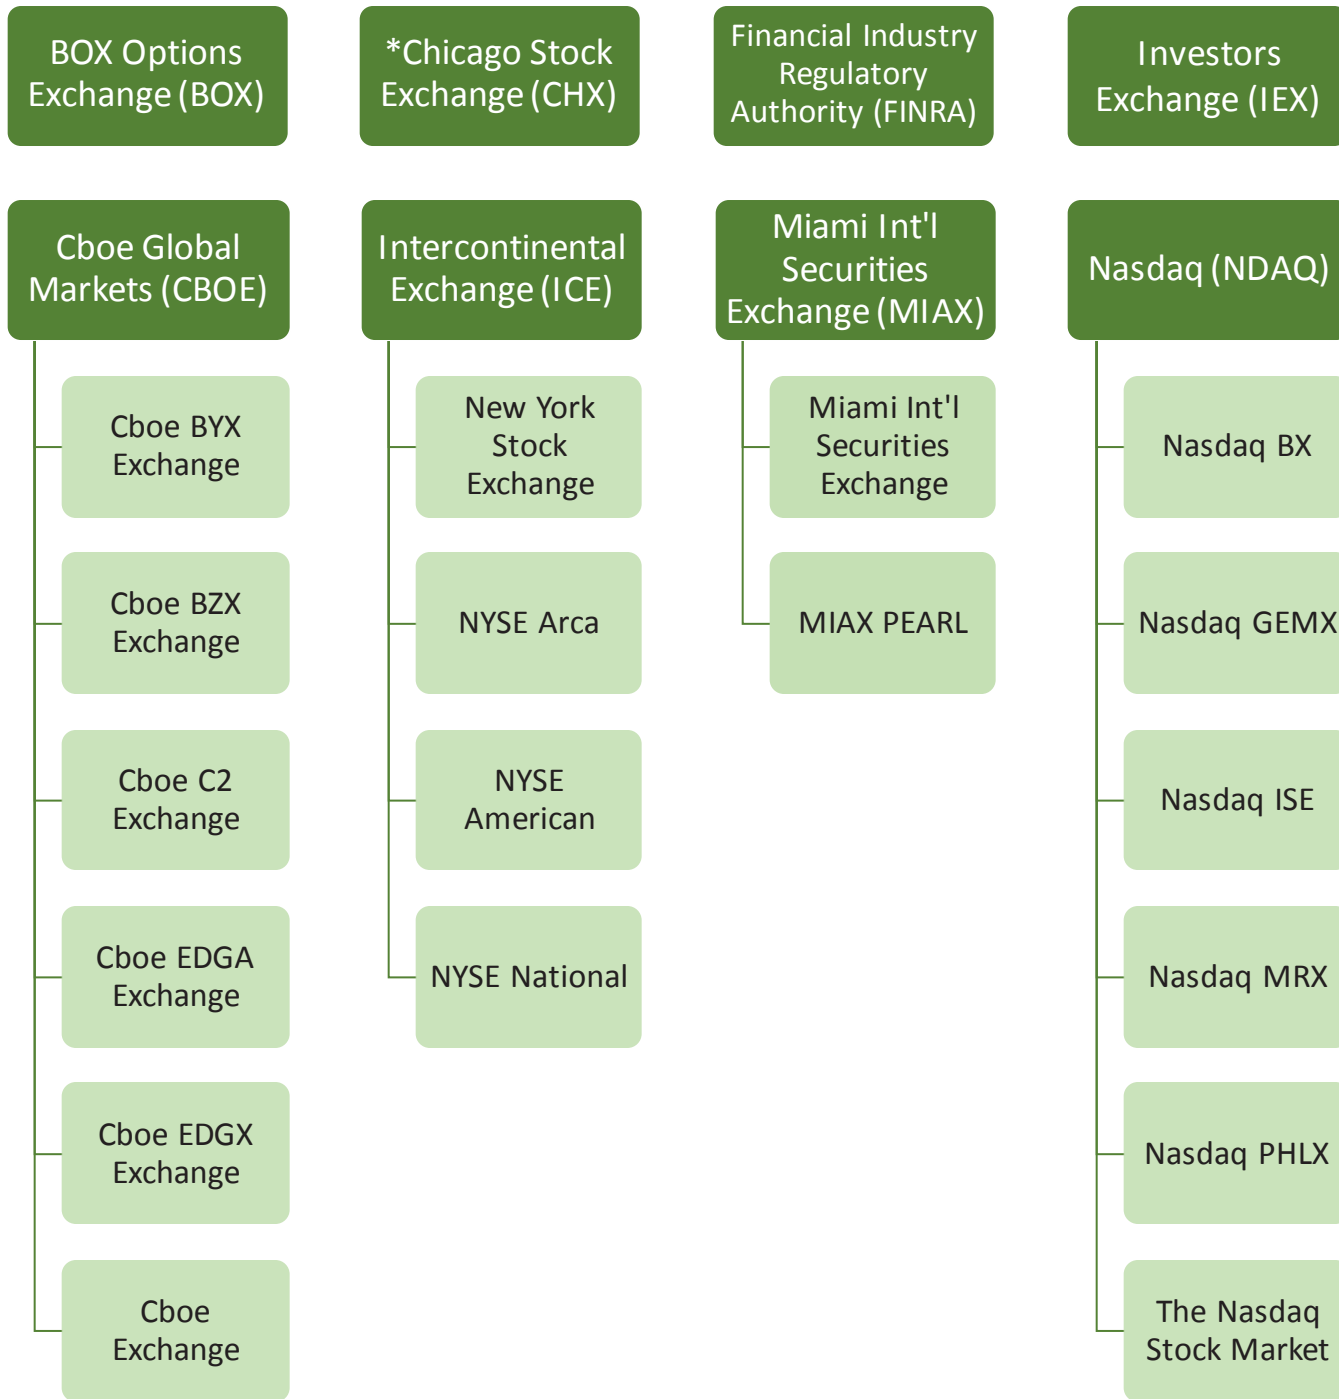 BOX Options
Exchange (BOX)
*Chicago Stock
Exchange (CHX)
Financial Industry
Regulatory
Authority (FINRA)
Investors
Exchange (IEX)
Cboe Global
Markets (CBOE)
Intercontinental
Exchange (ICE)
Miami Int'l
Securities
Exchange (MIAX)
Nasdaq (NDAQ)
Cboe BYX
Exchange
Cboe BZX
Exchange
Cboe C2
Exchange
Cboe EDGA
Exchange
Cboe EDGX
Exchange
Cboe
Exchange
New York
Stock
Exchange
NYSE Arca
NYSE
American
NYSE National
Miami Int'l
Securities
Exchange
MIAX PEARL
Nasdaq BX
Nasdaq GEMX
Nasdaq ISE
Nasdaq MRX
Nasdaq PHLX
The Nasdaq
Stock Market